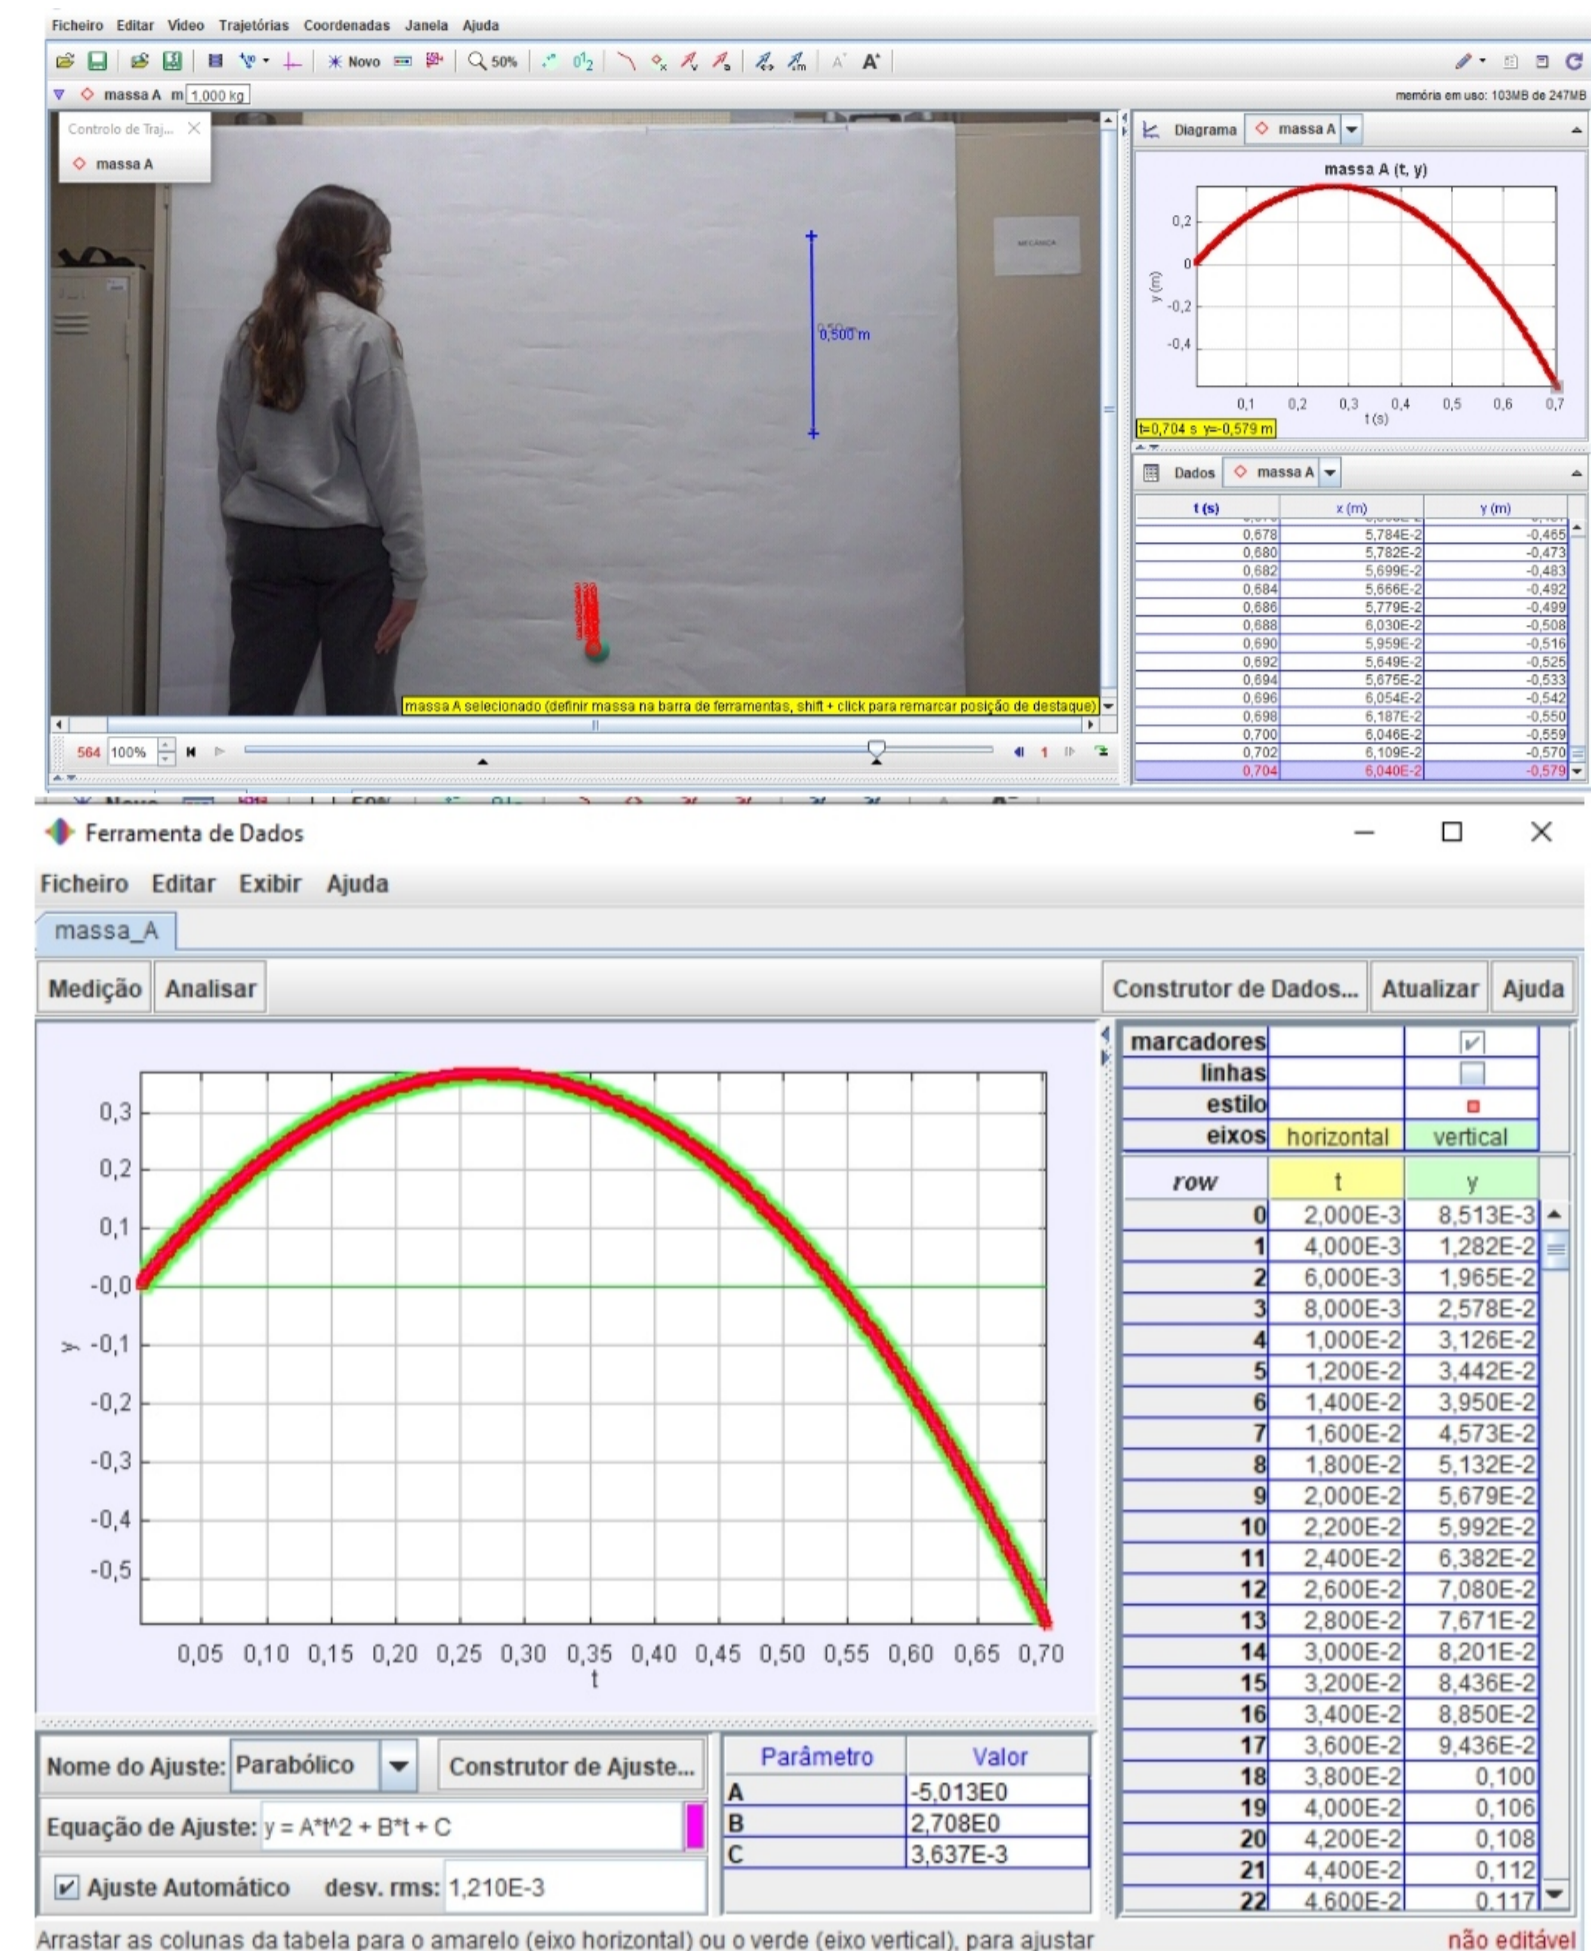 Ficheiro Editar Vídeo Trajetórias Coordenadas Janela Ajuda
Novo 50%
massa A m 1,000 kg
memória em uso: 103MB de 247MB
Controlo de Traj...
massa A
MECÂNICA
0,500 m
massa A selecionado (definir massa na barra de ferramentas, shift + click para remarcar posição de destaque)
564 100% 1
Diagrama massa A
massa A (t, y)
0,2
0
-0,2
-0,4
y (m)
0,1 0,2 0,3 0,4 0,5 0,6 0,7
t (s)
t=0,704 s y=-0,579 m
Dados massa A
t (s) x (m) y (m)
0,678 5,784E-2 -0,465
0,680 5,782E-2 -0,473
0,682 5,699E-2 -0,483
0,684 5,666E-2 -0,492
0,686 5,779E-2 -0,499
0,688 6,030E-2 -0,508
0,690 5,959E-2 -0,516
0,692 5,649E-2 -0,525
0,694 5,675E-2 -0,533
0,696 6,054E-2 -0,542
0,698 6,187E-2 -0,550
0,700 6,046E-2 -0,559
0,702 6,109E-2 -0,570
0,704 6,040E-2 -0,579
Ferramenta de Dados
Ficheiro Editar Exibir Ajuda
massa_A
Medição Analisar Construtor de Dados... Atualizar Ajuda
0,3
0,2
0,1
-0,0
-0,1
-0,2
-0,3
-0,4
-0,5
y
0,05 0,10 0,15 0,20 0,25 0,30 0,35 0,40 0,45 0,50 0,55 0,60 0,65 0,70
t
marcadores
linhas
estilo
eixos horizontal vertical
row t y
0 2,000E-3 8,513E-3
1 4,000E-3 1,282E-2
2 6,000E-3 1,965E-2
3 8,000E-3 2,578E-2
4 1,000E-2 3,126E-2
5 1,200E-2 3,442E-2
6 1,400E-2 3,950E-2
7 1,600E-2 4,573E-2
8 1,800E-2 5,132E-2
9 2,000E-2 5,679E-2
10 2,200E-2 5,992E-2
11 2,400E-2 6,382E-2
12 2,600E-2 7,080E-2
13 2,800E-2 7,671E-2
14 3,000E-2 8,201E-2
15 3,200E-2 8,436E-2
16 3,400E-2 8,850E-2
17 3,600E-2 9,436E-2
18 3,800E-2 0,100
19 4,000E-2 0,106
20 4,200E-2 0,108
21 4,400E-2 0,112
22 4,600E-2 0,117
Nome do Ajuste: Parabólico Construtor de Ajuste...
Equação de Ajuste: y = A*t^2 + B*t + C
Ajuste Automático desv. rms: 1,210E-3
Parâmetro Valor
A -5,013E0
B 2,708E0
C 3,637E-3
Arrastar as colunas da tabela para o amarelo (eixo horizontal) ou o verde (eixo vertical), para ajustar
não editável